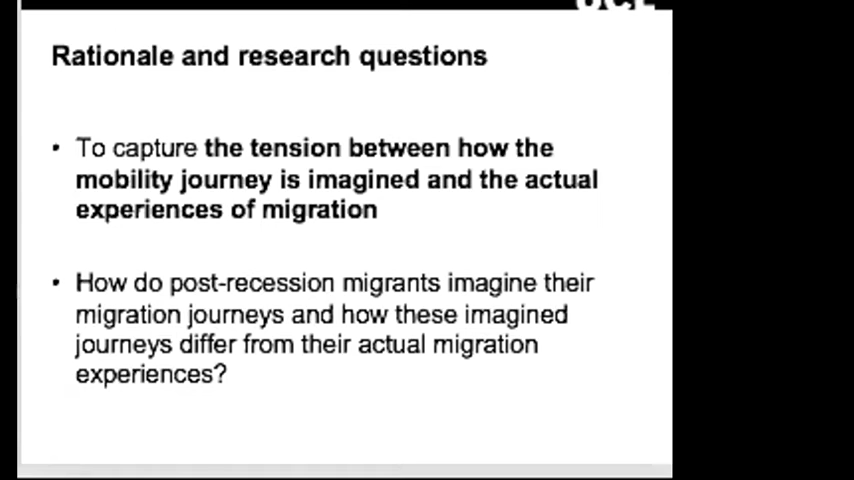 Rationale and research questions
• To capture the tension between how the
mobility journey is imagined and the actual
experiences of migration
• How do post-recession migrants imagine their
migration journeys and how these imagined
journeys differ from their actual migration
experiences?